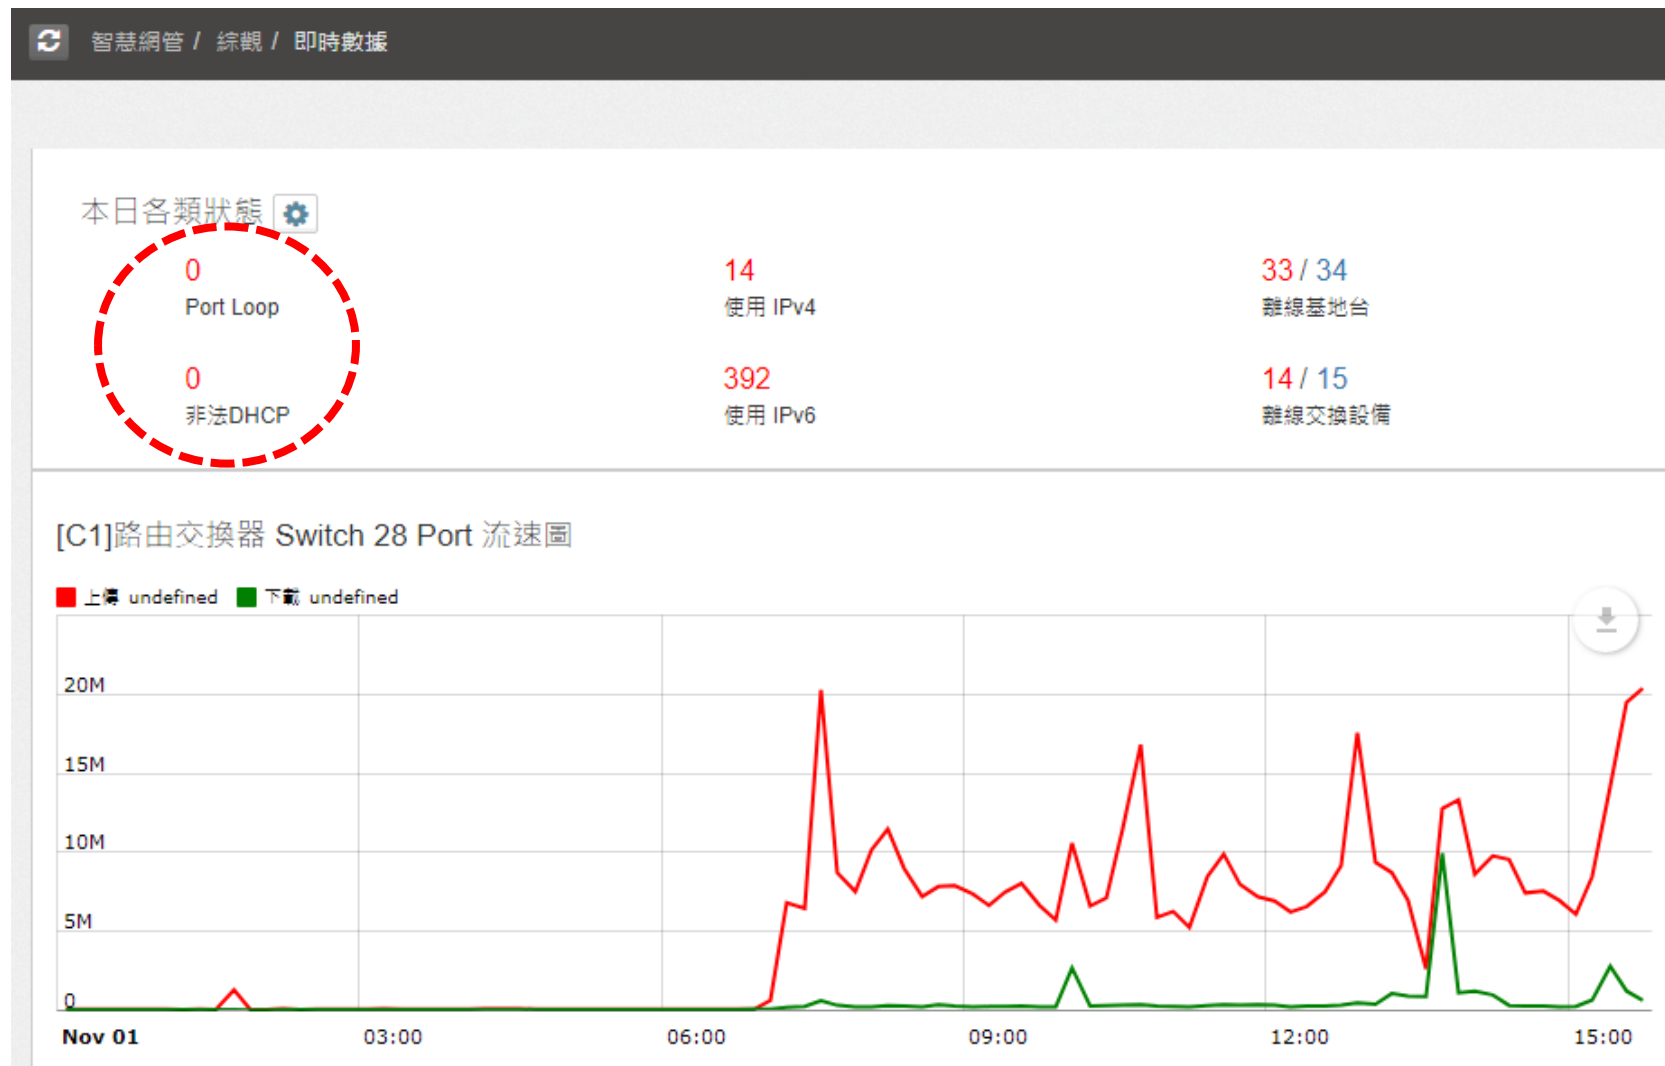 智慧網管 / 綜觀 / 即時數據
本日各類狀態
0
Port Loop
14
使用 IPv4
33 / 34
離線基地台
0
非法DHCP
392
使用 IPv6
14 / 15
離線交換設備
[C1]路由交換器 Switch 28 Port 流速圖
上傳 undefined 下載 undefined
20M
15M
10M
5M
0
Nov 01 03:00 06:00 09:00 12:00 15:00